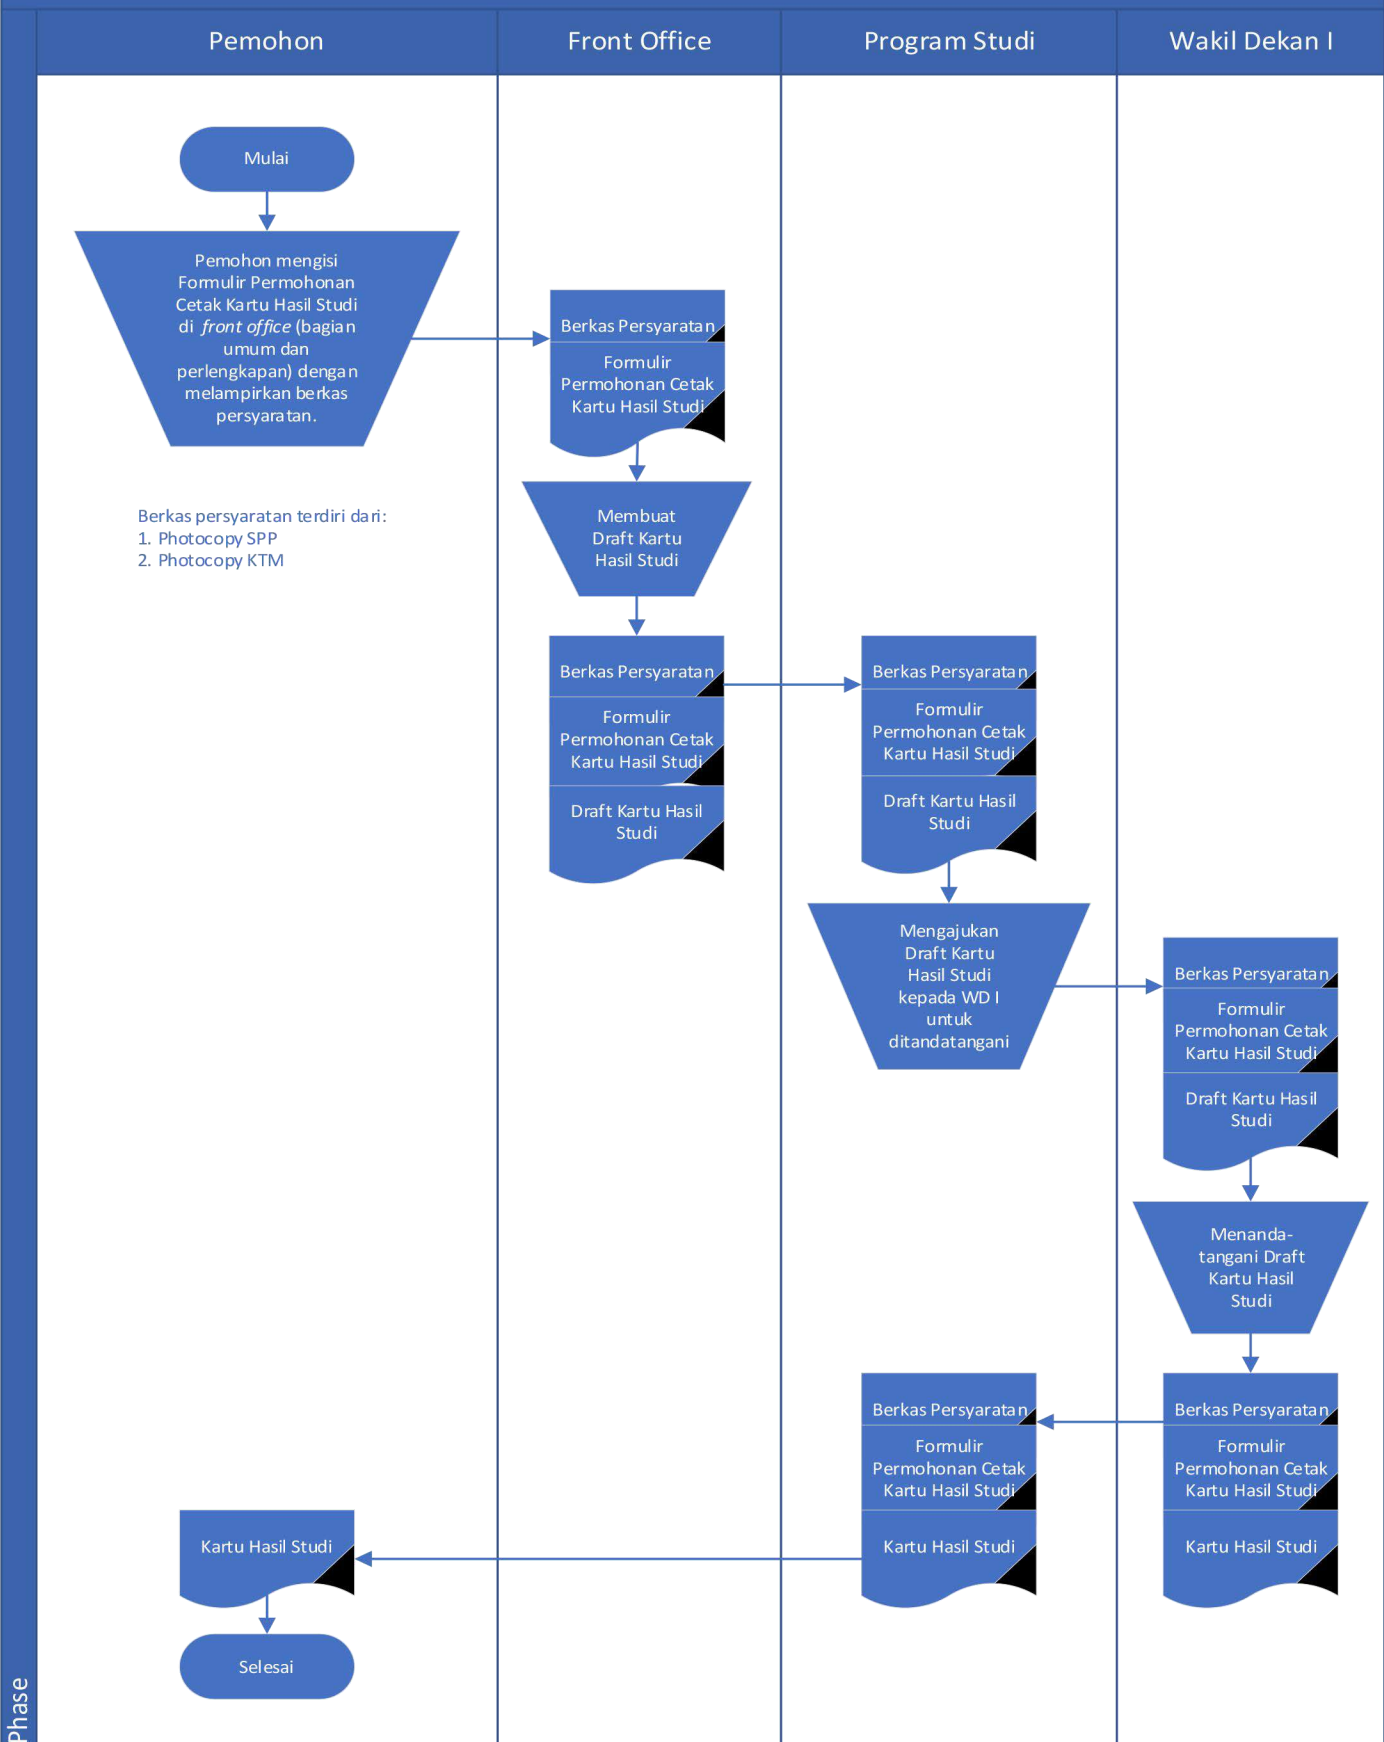 Pemohon
Front Office
Program Studi
Wakil Dekan I
Mulai
Pemohon mengisi
Formulir Permohonan
Cetak Kartu Hasil Studi
di front office (bagian
umum dan
perlengkapan) dengan
melampirkan berkas
persyaratan.
Berkas persyaratan terdiri dari:
1. Photocopy SPP
2. Photocopy KTM
Berkas Persyaratan
Formulir
Permohonan Cetak
Kartu Hasil Studi
Membuat
Draft Kartu
Hasil Studi
Berkas Persyaratan
Formulir
Permohonan Cetak
Kartu Hasil Studi
Draft Kartu Hasil
Studi
Berkas Persyaratan
Formulir
Permohonan Cetak
Kartu Hasil Studi
Draft Kartu Hasil
Studi
Mengajukan
Draft Kartu
Hasil Studi
kepada WD I
untuk
ditandatangani
Berkas Persyaratan
Formulir
Permohonan Cetak
Kartu Hasil Studi
Draft Kartu Hasil
Studi
Menanda-
tangani Draft
Kartu Hasil
Studi
Berkas Persyaratan
Formulir
Permohonan Cetak
Kartu Hasil Studi
Kartu Hasil Studi
Berkas Persyaratan
Formulir
Permohonan Cetak
Kartu Hasil Studi
Kartu Hasil Studi
Kartu Hasil Studi
Selesai
Phase